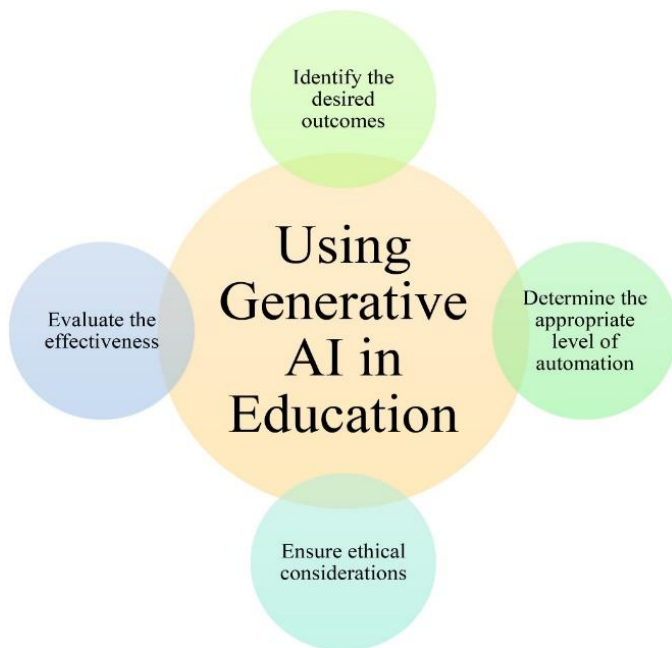 Identify the
desired
outcomes
Using
Generative
AI in
Education
Evaluate the
effectiveness
Determine the
appropriate
level of
automation
Ensure ethical
considerations